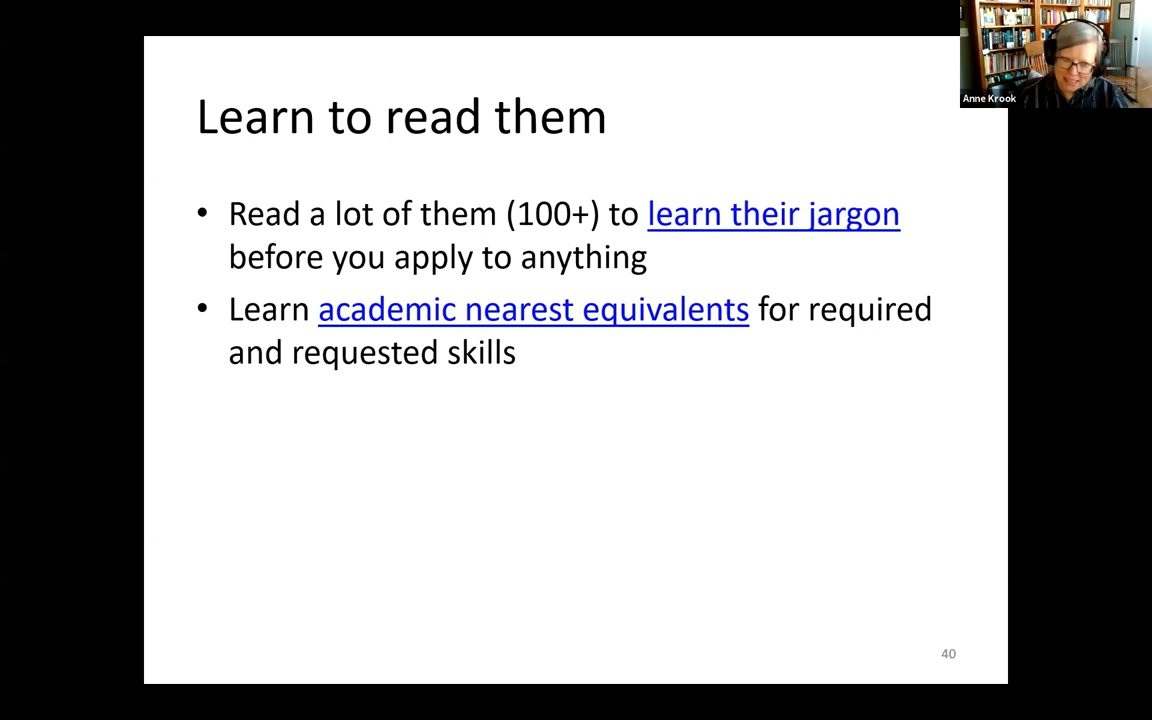 Anne Krook
Learn to read them
• Read a lot of them (100+) to learn their jargon
before you apply to anything
• Learn academic nearest equivalents for required
and requested skills
40